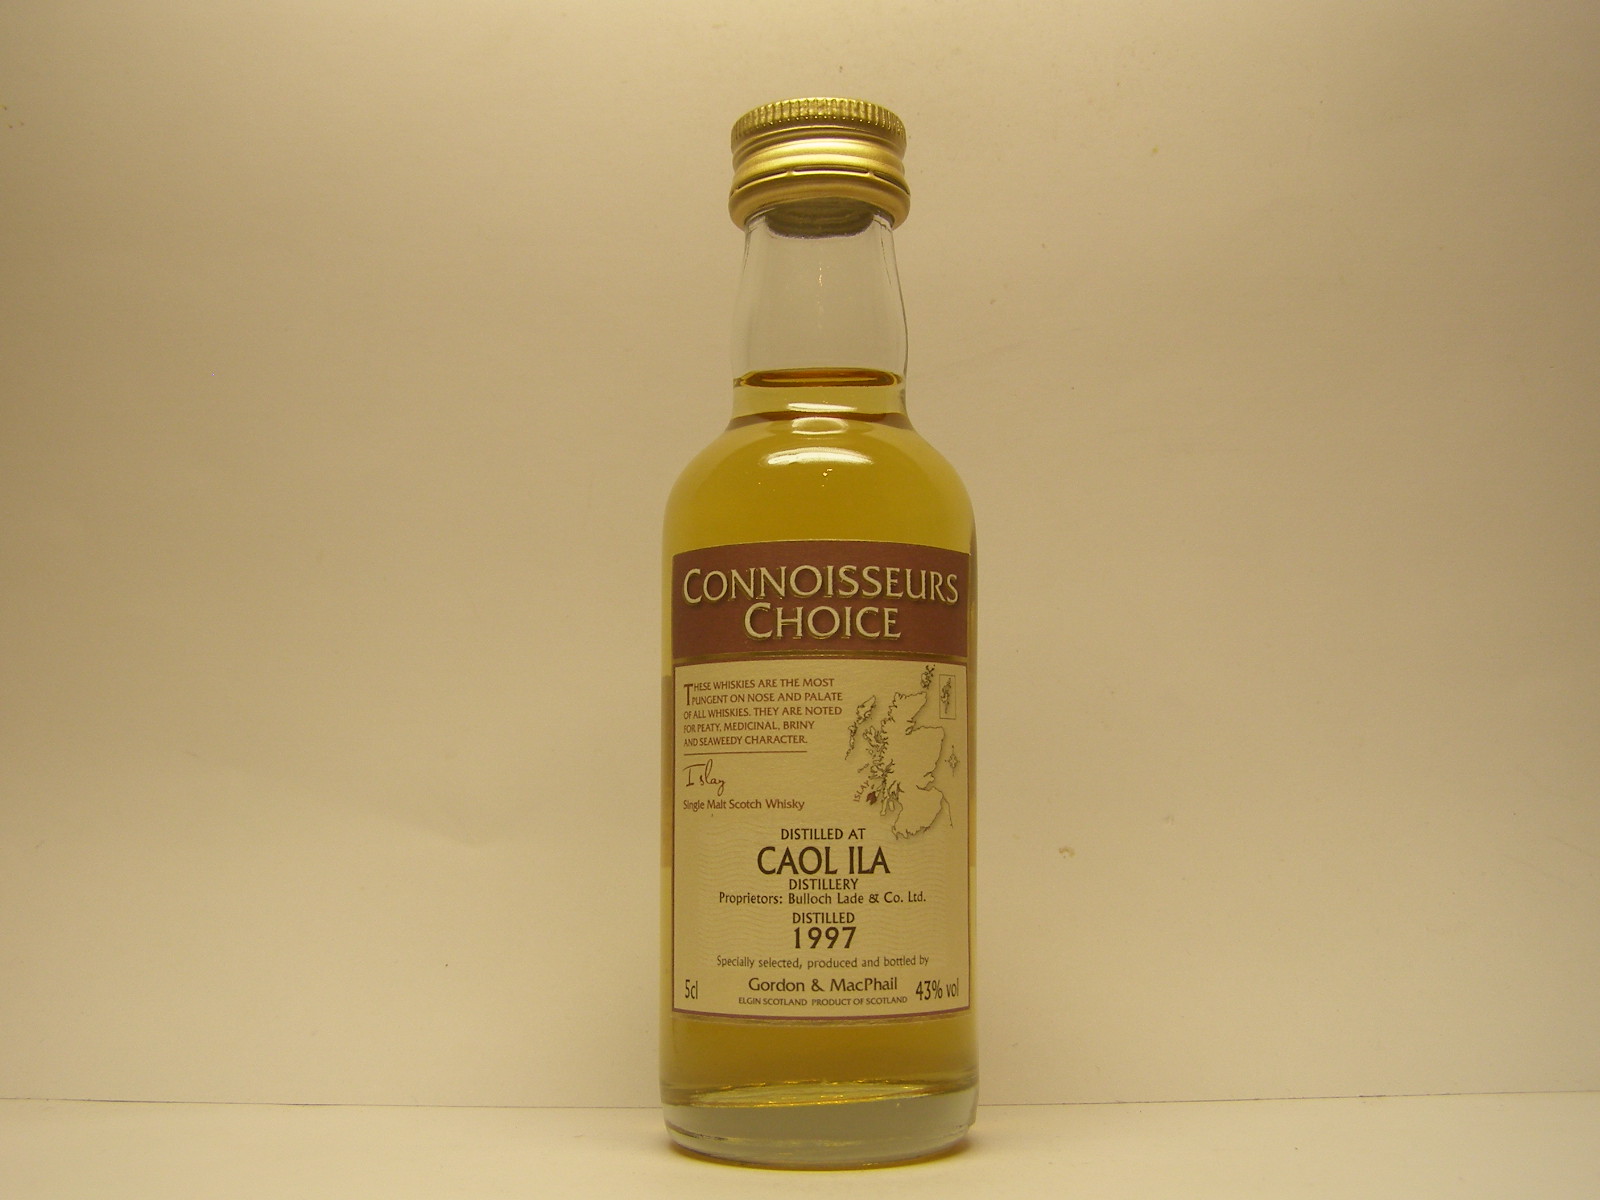 CONNOISSEURS
CHOICE
THESE WHISKIES ARE THE MOST
PUNGENT ON NOSE AND PALATE
OF ALL WHISKIES. THEY ARE NOTED
FOR PEATY, MEDICINAL, BRINY
AND SEAWEEDY CHARACTER.
Islay
Single Malt Scotch Whisky
ISLAY
DISTILLED AT
CAOL ILA
DISTILLERY
Proprietors: Bulloch Lade & Co. Ltd.
DISTILLED
1997
Specially selected, produced and bottled by
Gordon & MacPhail
5cl ELGIN SCOTLAND PRODUCT OF SCOTLAND 43% vol